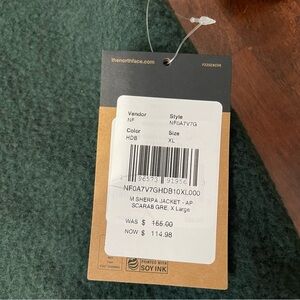 thenorthface.com
Vendor Style
NF NF0A7V7G
Color Size
HDB XL
NF0A7V7GHDB10XL000
M SHERPA JACKET - AP
SCARAB GRE, X Large
WAS $ 155.00
NOW $ 114.98
PRINTED WITH
SOY INK